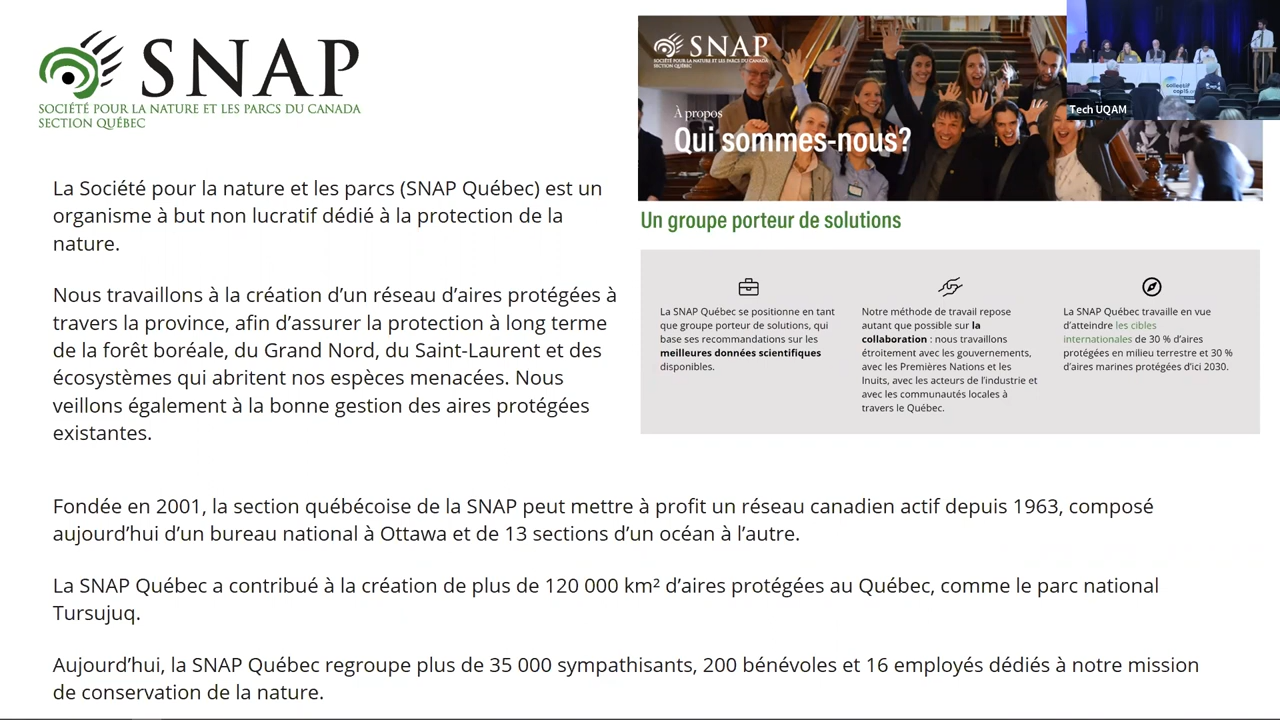 SNAP
SOCIÉTÉ POUR LA NATURE ET LES PARCS DU CANADA
SECTION QUÉBEC
La Société pour la nature et les parcs (SNAP Québec) est un
organisme à but non lucratif dédié à la protection de la
nature.
Nous travaillons à la création d’un réseau d’aires protégées à
travers la province, afin d’assurer la protection à long terme
de la forêt boréale, du Grand Nord, du Saint-Laurent et des
écosystèmes qui abritent nos espèces menacées. Nous
veillons également à la bonne gestion des aires protégées
existantes.
SNAP
SOCIÉTÉ POUR LA NATURE ET LES PARCS DU CANADA
SECTION QUÉBEC
À propos
Qui sommes-nous?
Tech UQAM
collectif
cop15
Un groupe porteur de solutions
La SNAP Québec se positionne en tant
que groupe porteur de solutions, qui
base ses recommandations sur les
meilleures données scientifiques
disponibles.
Notre méthode de travail repose
autant que possible sur la
collaboration : nous travaillons
étroitement avec les gouvernements,
avec les Premières Nations et les
Inuits, avec les acteurs de l’industrie et
avec les communautés locales à
travers le Québec.
La SNAP Québec travaille en vue
d’atteindre les cibles
internationales de 30 % d’aires
protégées en milieu terrestre et 30 %
d’aires marines protégées d’ici 2030.
Fondée en 2001, la section québécoise de la SNAP peut mettre à profit un réseau canadien actif depuis 1963, composé
aujourd’hui d’un bureau national à Ottawa et de 13 sections d’un océan à l’autre.
La SNAP Québec a contribué à la création de plus de 120 000 km² d’aires protégées au Québec, comme le parc national
Tursujuq.
Aujourd’hui, la SNAP Québec regroupe plus de 35 000 sympathisants, 200 bénévoles et 16 employés dédiés à notre mission
de conservation de la nature.